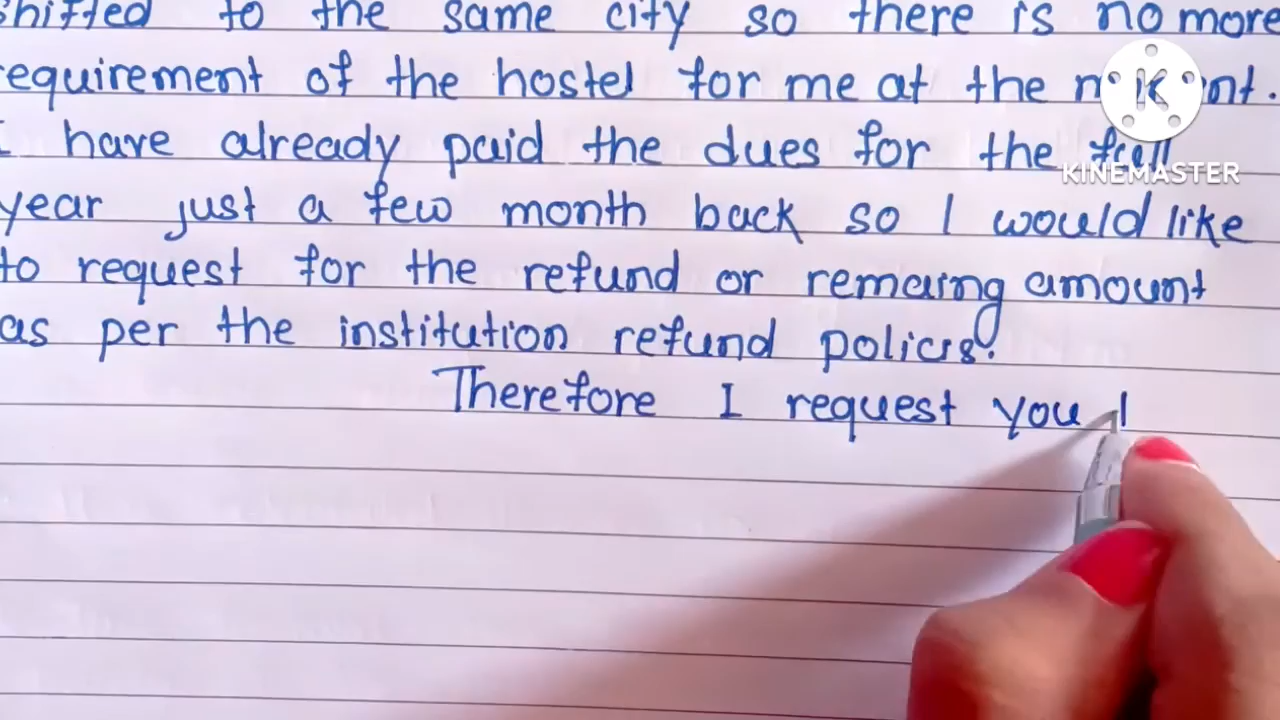 shifted to the same city so there is no more
requirement of the hostel for me at the
I have already paid the dues for the full
year just a few month back so I would like
to request for the refund or remaing amount
as per the institution refund policis.
Therefore I request you
K
KINEMASTER